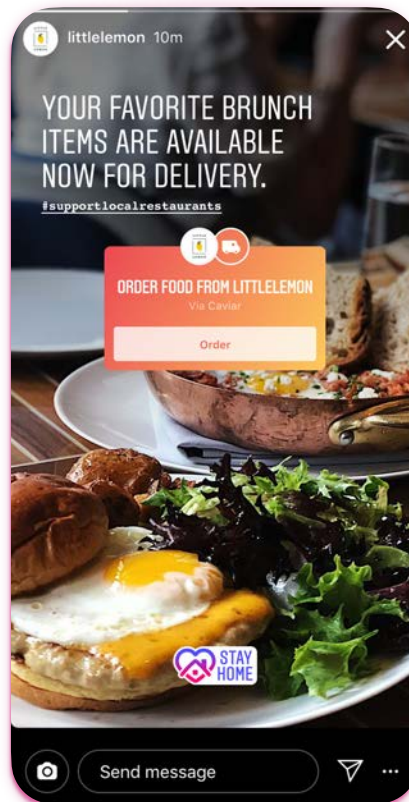 littlelemon 10m
YOUR FAVORITE BRUNCH
ITEMS ARE AVAILABLE
NOW FOR DELIVERY.
#supportlocalrestaurants
ORDER FOOD FROM LITTLELEMON
Via Caviar
Order
STAY
HOME
Send message